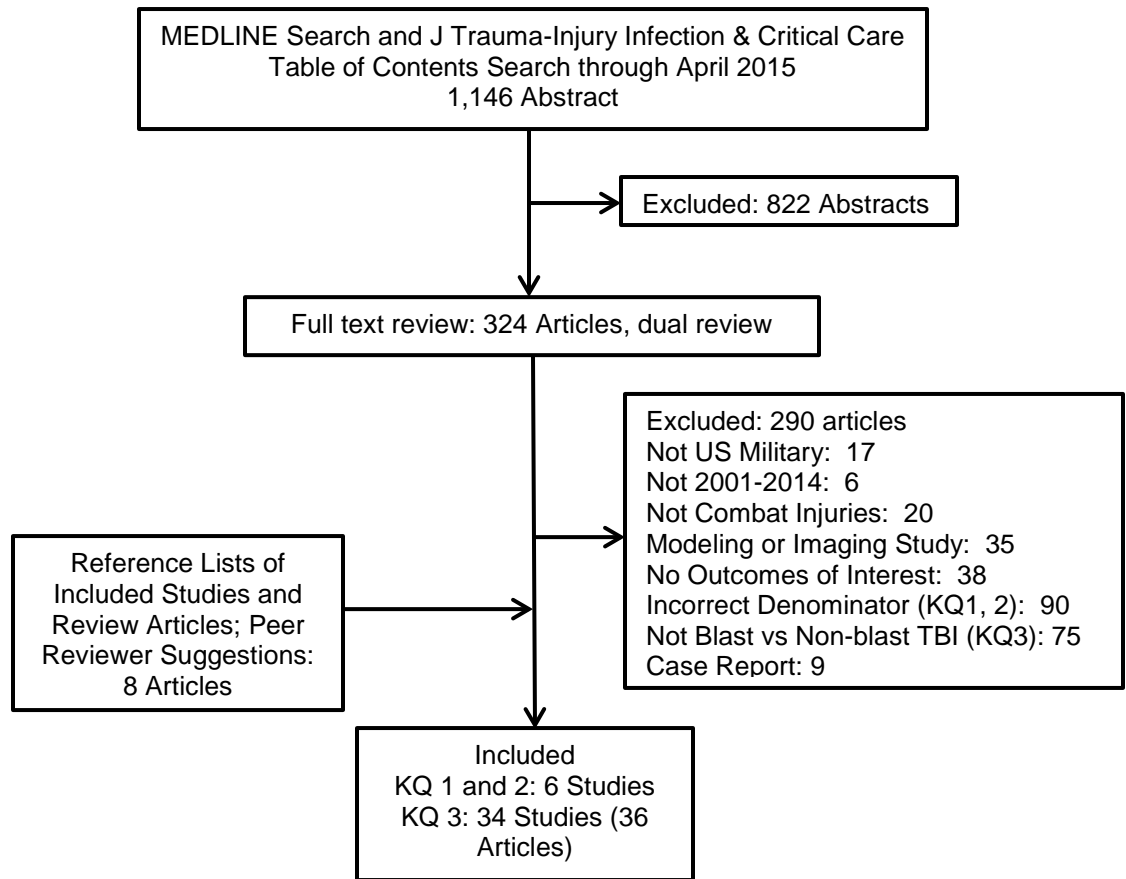 MEDLINE Search and J Trauma-Injury Infection & Critical Care
Table of Contents Search through April 2015
1,146 Abstract
Excluded: 822 Abstracts
Full text review: 324 Articles, dual review
Excluded: 290 articles
Not US Military: 17
Not 2001-2014: 6
Not Combat Injuries: 20
Modeling or Imaging Study: 35
No Outcomes of Interest: 38
Incorrect Denominator (KQ1, 2): 90
Not Blast vs Non-blast TBI (KQ3): 75
Case Report: 9
Reference Lists of
Included Studies and
Review Articles; Peer
Reviewer Suggestions:
8 Articles
Included
KQ 1 and 2: 6 Studies
KQ 3: 34 Studies (36
Articles)